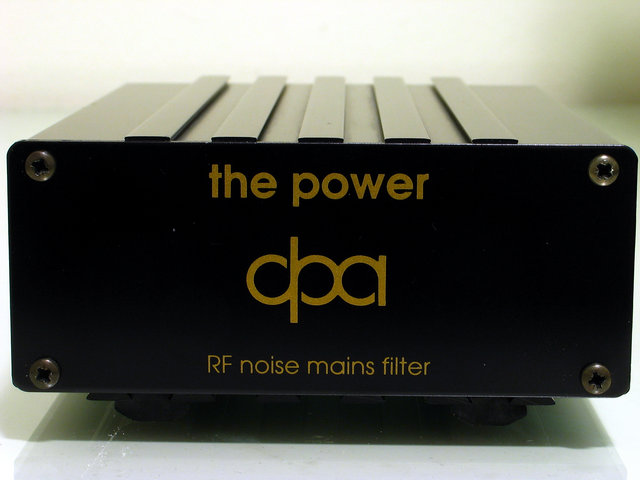 the power
dpa
RF noise mains filter